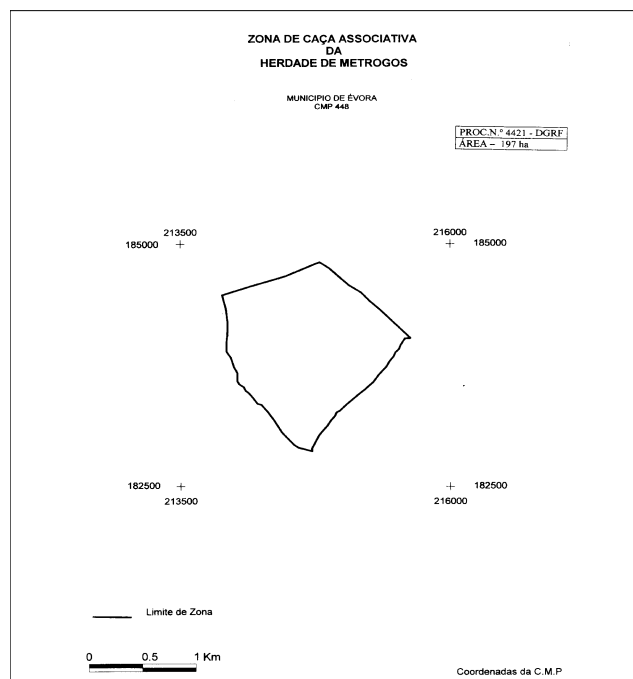 ZONA DE CAÇA ASSOCIATIVA
DA
HERDADE DE METROGOS
MUNICIPIO DE ÉVORA
CMP 448
PROC.N.º 4421 - DGRF
ÁREA – 197 ha
213500
216000
185000
185000
182500
182500
213500
216000
Limite de Zona
0 0.5 1 Km
Coordenadas da C.M.P